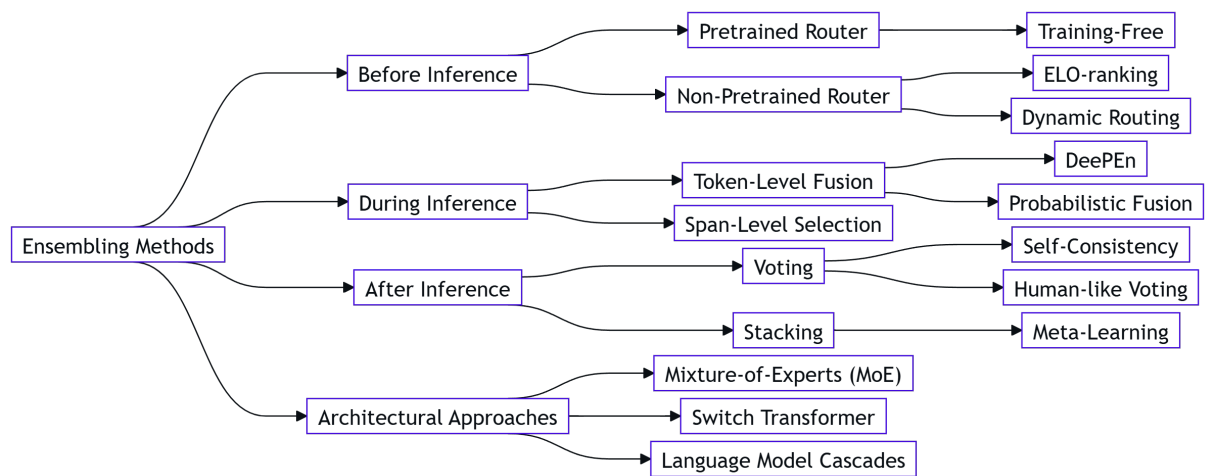 Ensembling Methods
Before Inference
Pretrained Router
Training-Free
Non-Pretrained Router
ELO-ranking
Dynamic Routing
During Inference
Token-Level Fusion
DeePEn
Probabilistic Fusion
Span-Level Selection
After Inference
Voting
Self-Consistency
Human-like Voting
Stacking
Meta-Learning
Architectural Approaches
Mixture-of-Experts (MoE)
Switch Transformer
Language Model Cascades